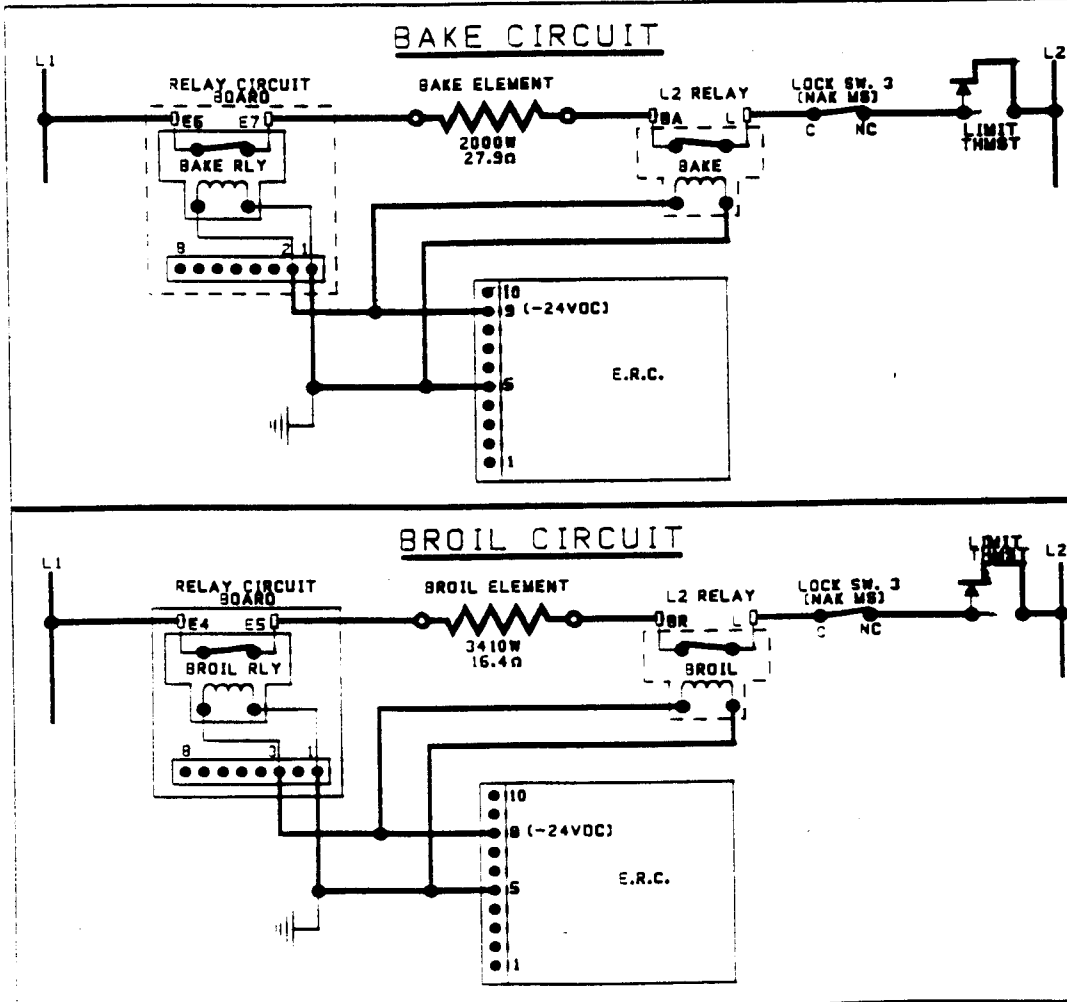 BAKE CIRCUIT
L1
L2
RELAY CIRCUIT
BOARD
BAKE ELEMENT
L2 RELAY
LOCK SW. 3
(NAK MS)
E6 E7
2000W
27.9Ω
BA L
C NC
LIMIT
THMST
BAKE RLY
BAKE
8 2 1
10
9 (-24VDC)
E.R.C.
5
1
BROIL CIRCUIT
L1
LIMIT
THMST
L2
RELAY CIRCUIT
BOARD
BROIL ELEMENT
L2 RELAY
LOCK SW. 3
(NAK MS)
E4 E5
3410W
16.4Ω
BR L
C NC
BROIL RLY
BROIL
8 3 1
10
8 (-24VDC)
E.R.C.
5
1